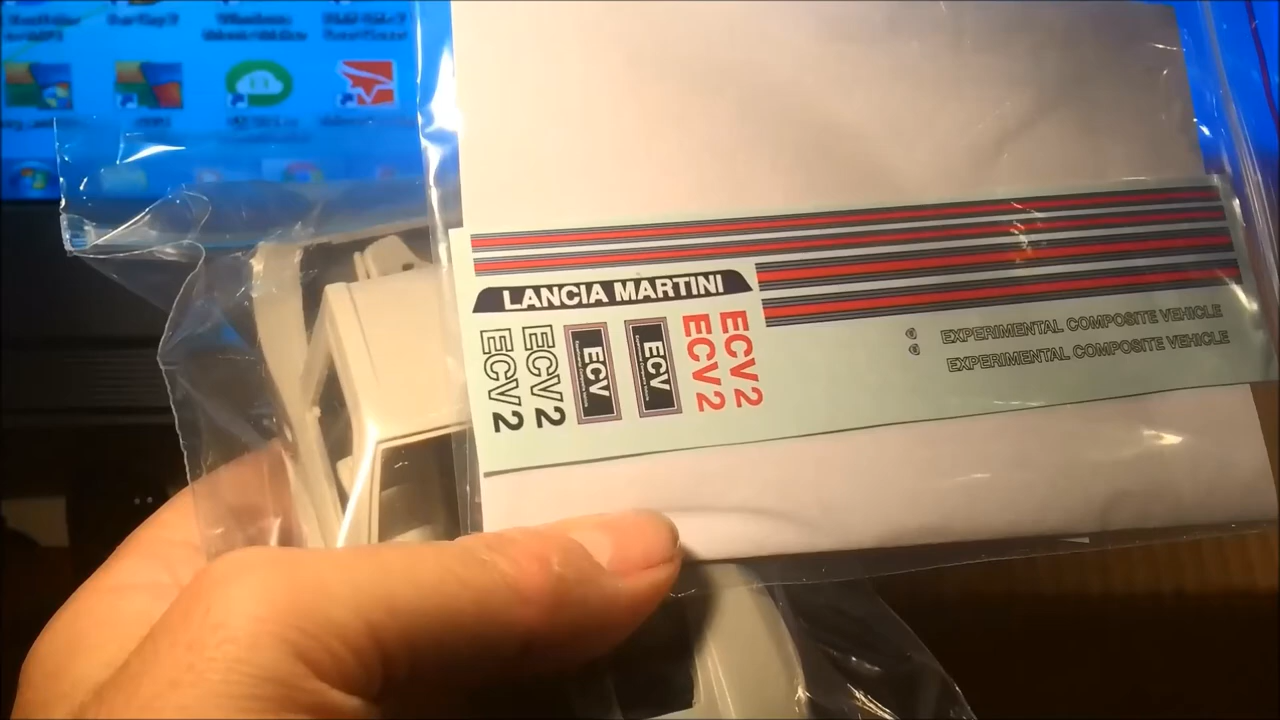 LANCIA MARTINI
EXPERIMENTAL COMPOSITE VEHICLE
EXPERIMENTAL COMPOSITE VEHICLE
ECV 2
ECV 2
ECV
ECV
ECV 2
ECV 2